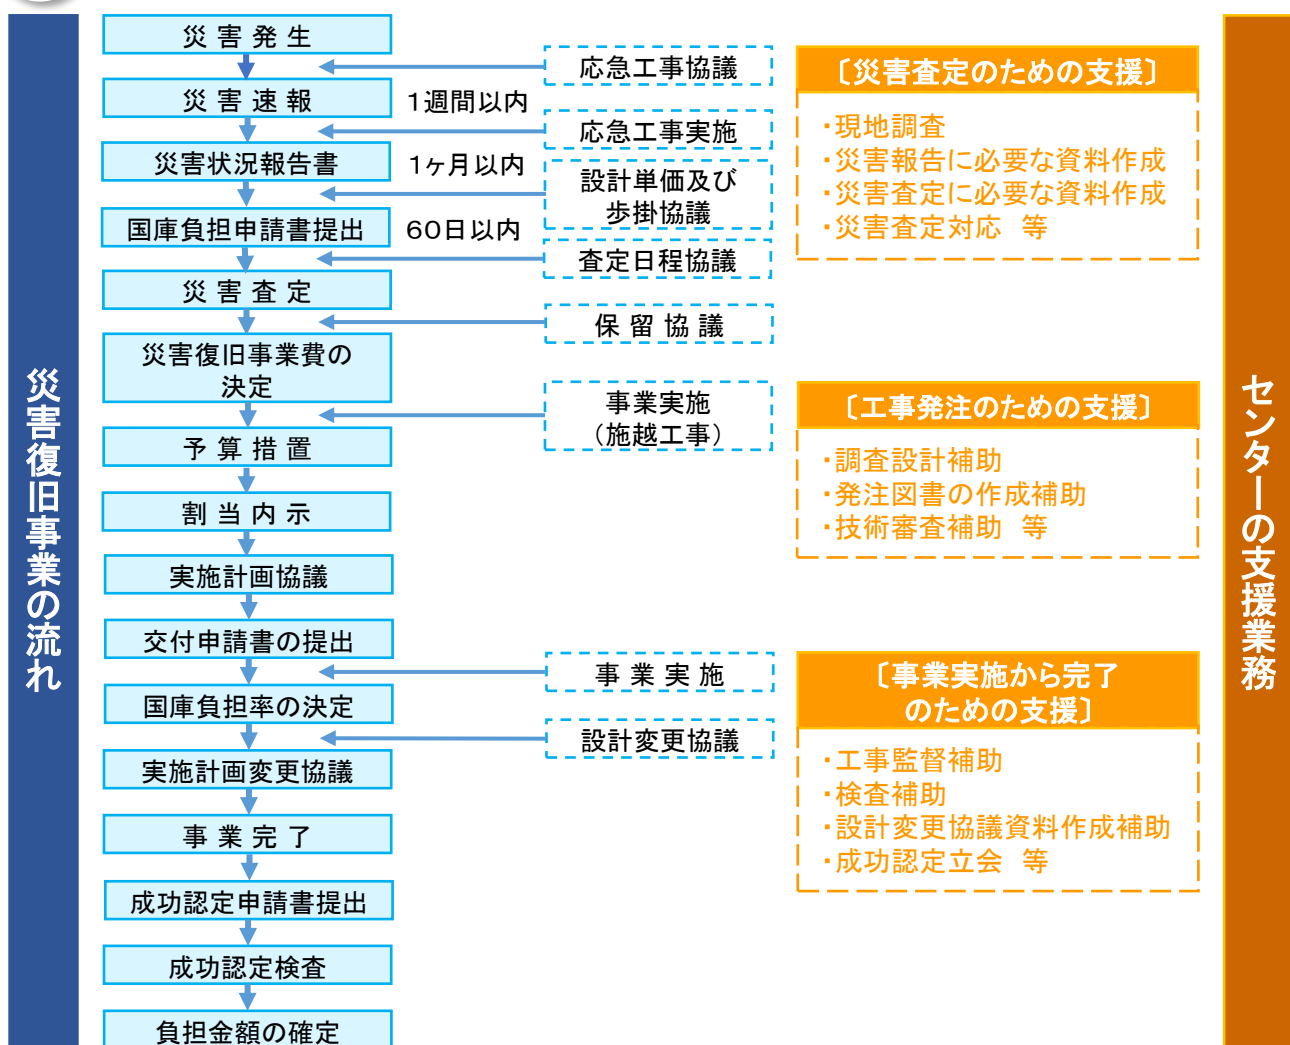 災害復旧事業の流れ
災害発生
災害速報
1週間以内
災害状況報告書
1ヶ月以内
国庫負担申請書提出
60日以内
災害査定
災害復旧事業費の
決定
予算措置
割当内示
実施計画協議
交付申請書の提出
国庫負担率の決定
実施計画変更協議
事業完了
成功認定申請書提出
成功認定検査
負担金額の確定
応急工事協議
応急工事実施
設計単価及び
歩掛協議
査定日程協議
保留協議
事業実施
（施越工事）
事業実施
設計変更協議
〔災害査定のための支援〕
・現地調査
・災害報告に必要な資料作成
・災害査定に必要な資料作成
・災害査定対応　等
〔工事発注のための支援〕
・調査設計補助
・発注図書の作成補助
・技術審査補助　等
〔事業実施から完了
のための支援〕
・工事監督補助
・検査補助
・設計変更協議資料作成補助
・成功認定立会　等
センターの支援業務